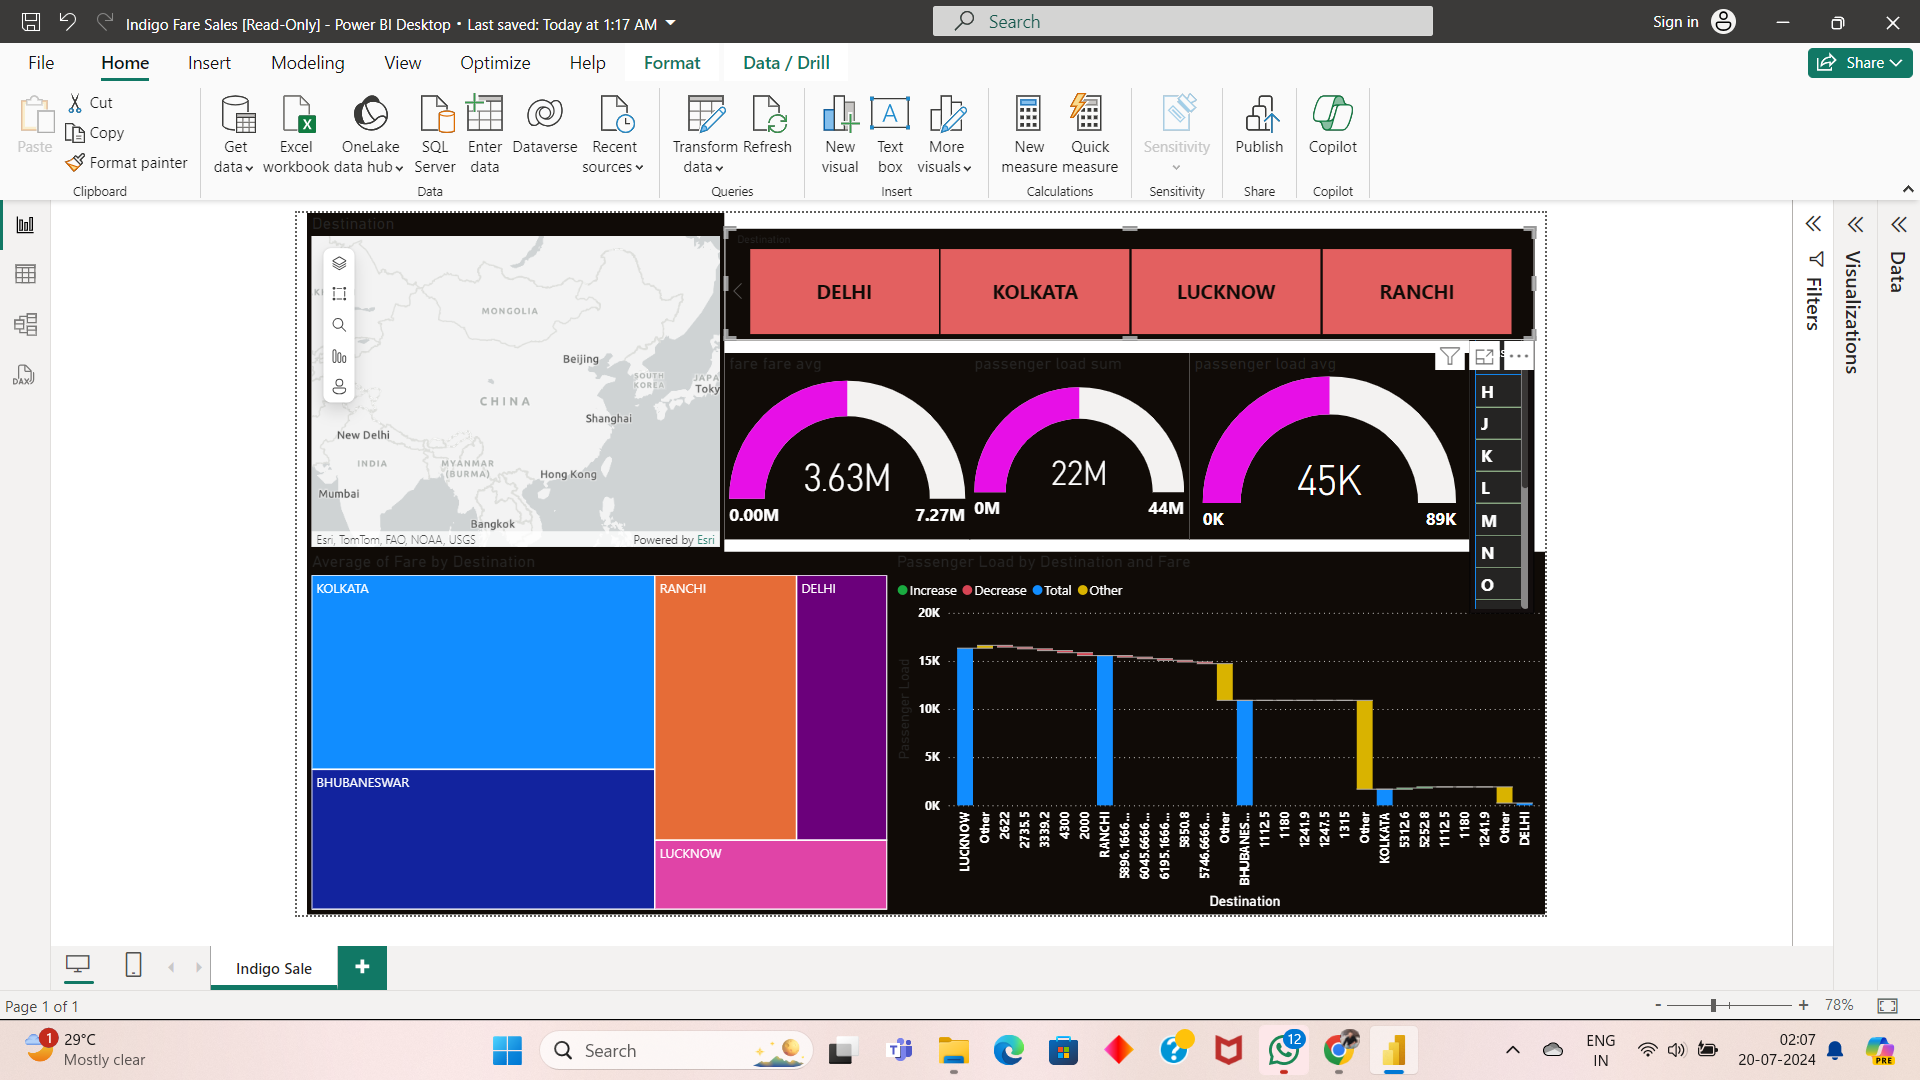 Indigo Fare Sales [Read-Only] - Power BI Desktop • Last saved: Today at 1:17 AM
Search
Sign in
File Home Insert Modeling View Optimize Help Format Data / Drill
Share
Paste
Cut
Copy
Format painter
Clipboard
Get data
Excel workbook
OneLake data hub
SQL Server
Enter data
Dataverse
Recent sources
Data
Transform data
Refresh
Queries
New visual
Text box
More visuals
Insert
New measure
Quick measure
Calculations
Sensitivity
Sensitivity
Publish
Share
Copilot
Copilot
Destination
MONGOLIA
Beijing
SOUTH KOREA
JAPA
Toky
CHINA
Shanghai
New Delhi
INDIA
MYANMAR (BURMA)
Hong Kong
Mumbai
Bangkok
Esri, TomTom, FAO, NOAA, USGS
Powered by Esri
Destination
DELHI
KOLKATA
LUCKNOW
RANCHI
fare fare avg
3.63M
0.00M
7.27M
passenger load sum
22M
0M
44M
passenger load avg
45K
0K
89K
H
J
K
L
M
N
O
Average of Fare by Destination
KOLKATA
RANCHI
DELHI
BHUBANESWAR
LUCKNOW
Passenger Load by Destination and Fare
Increase Decrease Total Other
Passenger Load
20K
15K
10K
5K
0K
LUCKNOW
Other
2622
2735.5
3339.2
4300
2000
RANCHI
5896.1666...
6045.6666...
6195.1666...
5850.8
5746.6666...
Other
BHUBANES...
1112.5
1180
1241.9
1247.5
1315
Other
KOLKATA
5312.6
5252.8
1112.5
1180
1241.9
Other
DELHI
Destination
Filters
Visualizations
Data
Indigo Sale
Page 1 of 1
- + 78%
1
29°C
Mostly clear
Search
12
ENG
IN
02:07
20-07-2024
PRE